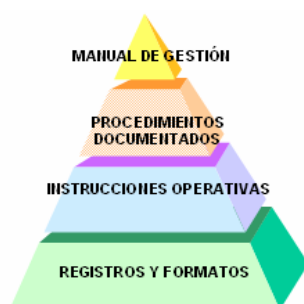 MANUAL DE GESTIÓN
PROCEDIMIENTOS
DOCUMENTADOS
INSTRUCCIONES OPERATIVAS
REGISTROS Y FORMATOS